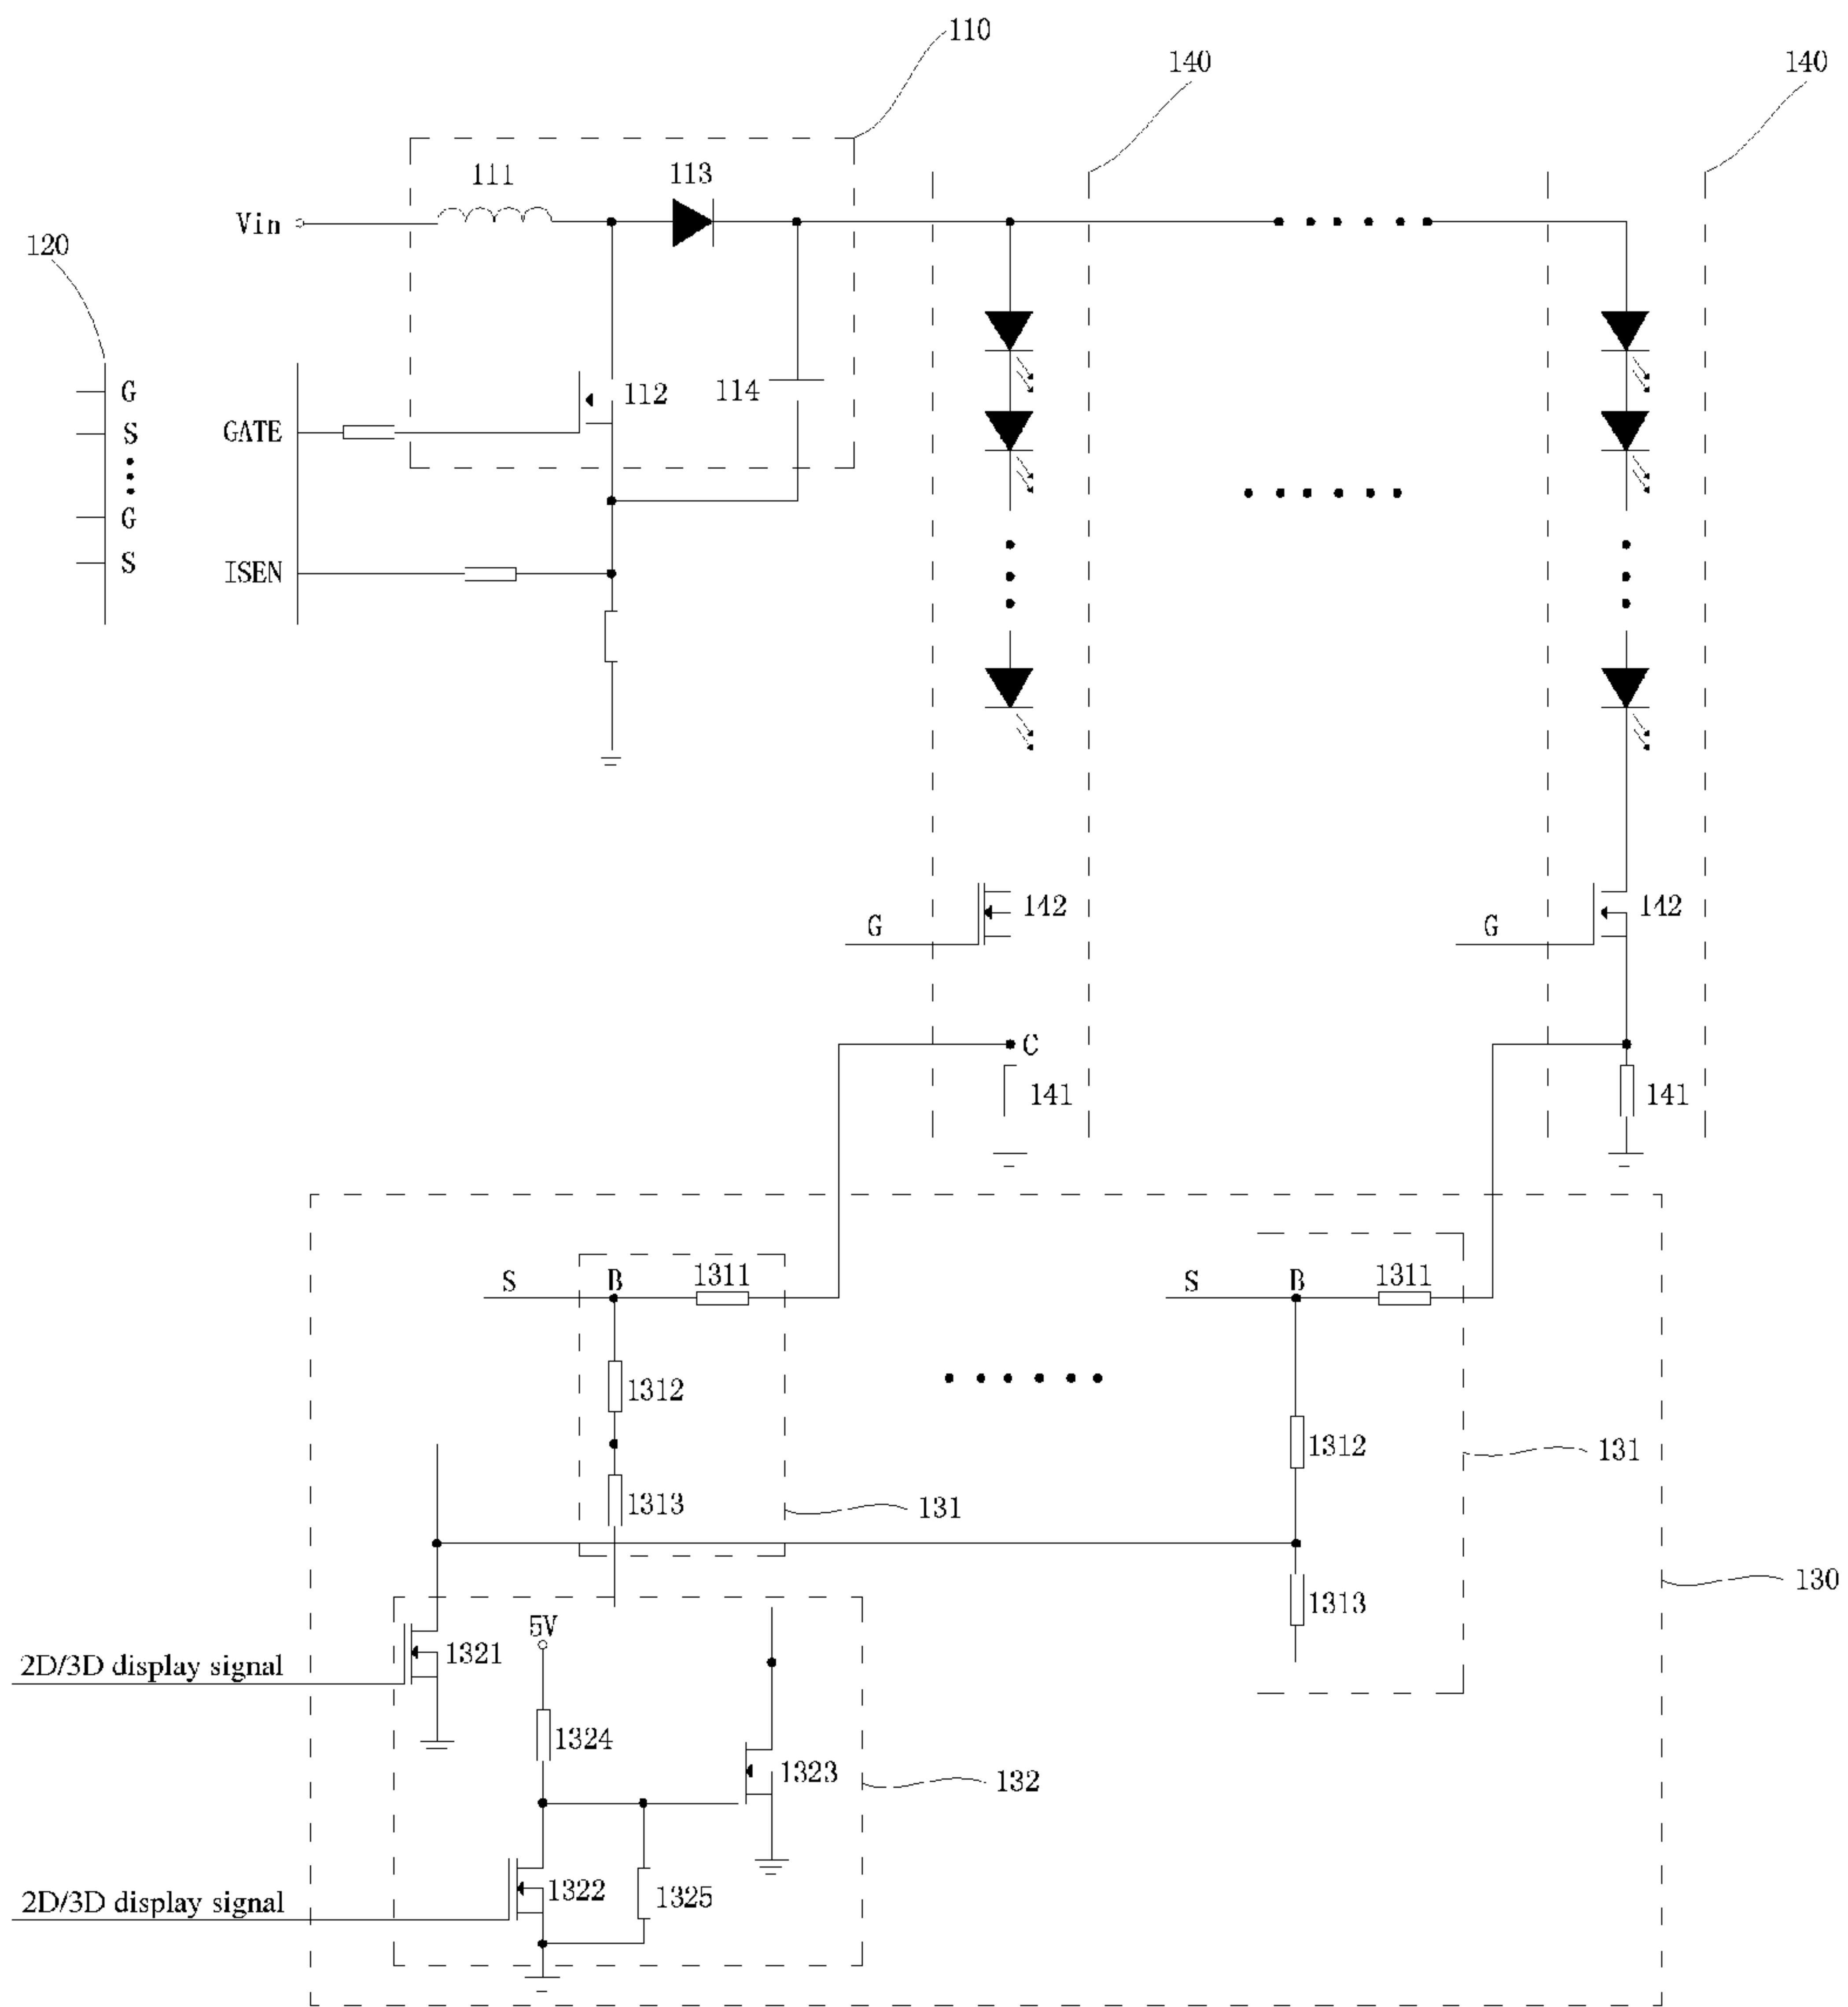 110
140
140
111
113
Vin
120
G
112
114
S
GATE
G
S
ISEN
G
142
G
142
C
141
141
S
B
1311
S
B
1311
1312
1312
131
1313
131
130
1313
5V
1321
2D/3D display signal
1324
1323
132
1322
1325
2D/3D display signal